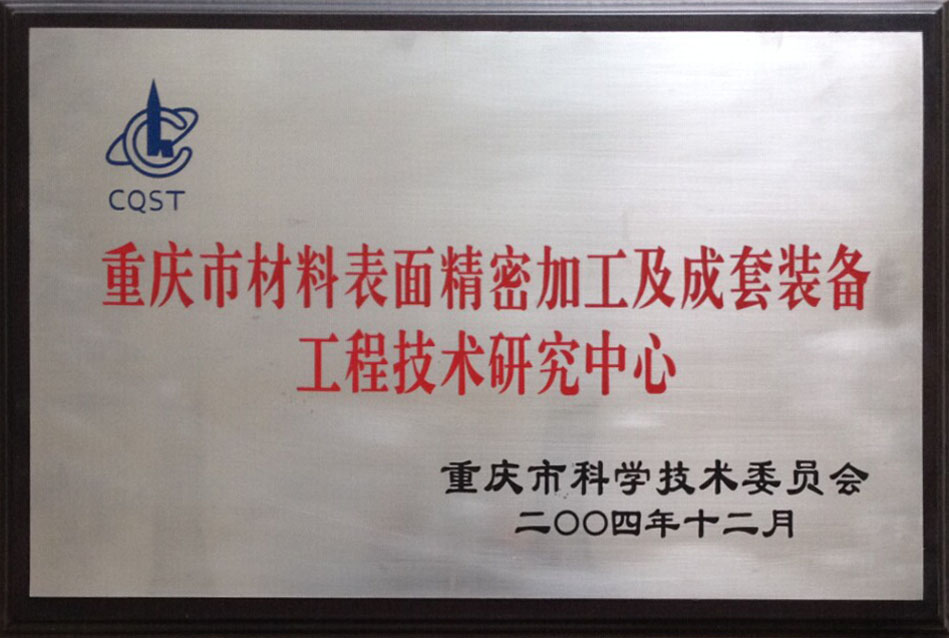 CQST
重庆市材料表面精密加工及成套装备
工程技术研究中心
重庆市科学技术委员会
二〇〇四年十二月